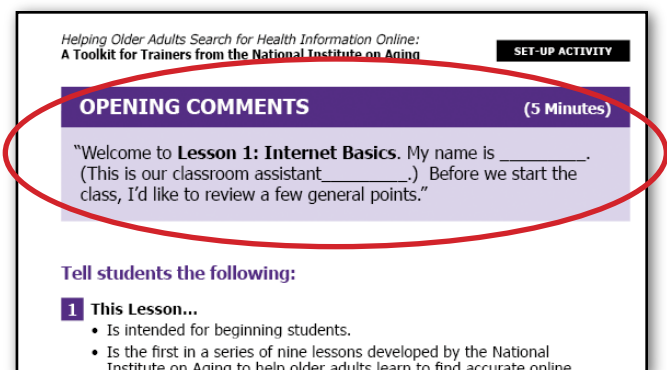 Helping Older Adults Search for Health Information Online:
A Toolkit for Trainers from the National Institute on Aging
SET-UP ACTIVITY
OPENING COMMENTS (5 Minutes)
“Welcome to Lesson 1: Internet Basics. My name is _________.
(This is our classroom assistant_________.) Before we start the
class, I’d like to review a few general points.”
Tell students the following:
1 This Lesson...
• Is intended for beginning students.
• Is the first in a series of nine lessons developed by the National
Institute on Aging to help older adults learn to find accurate online